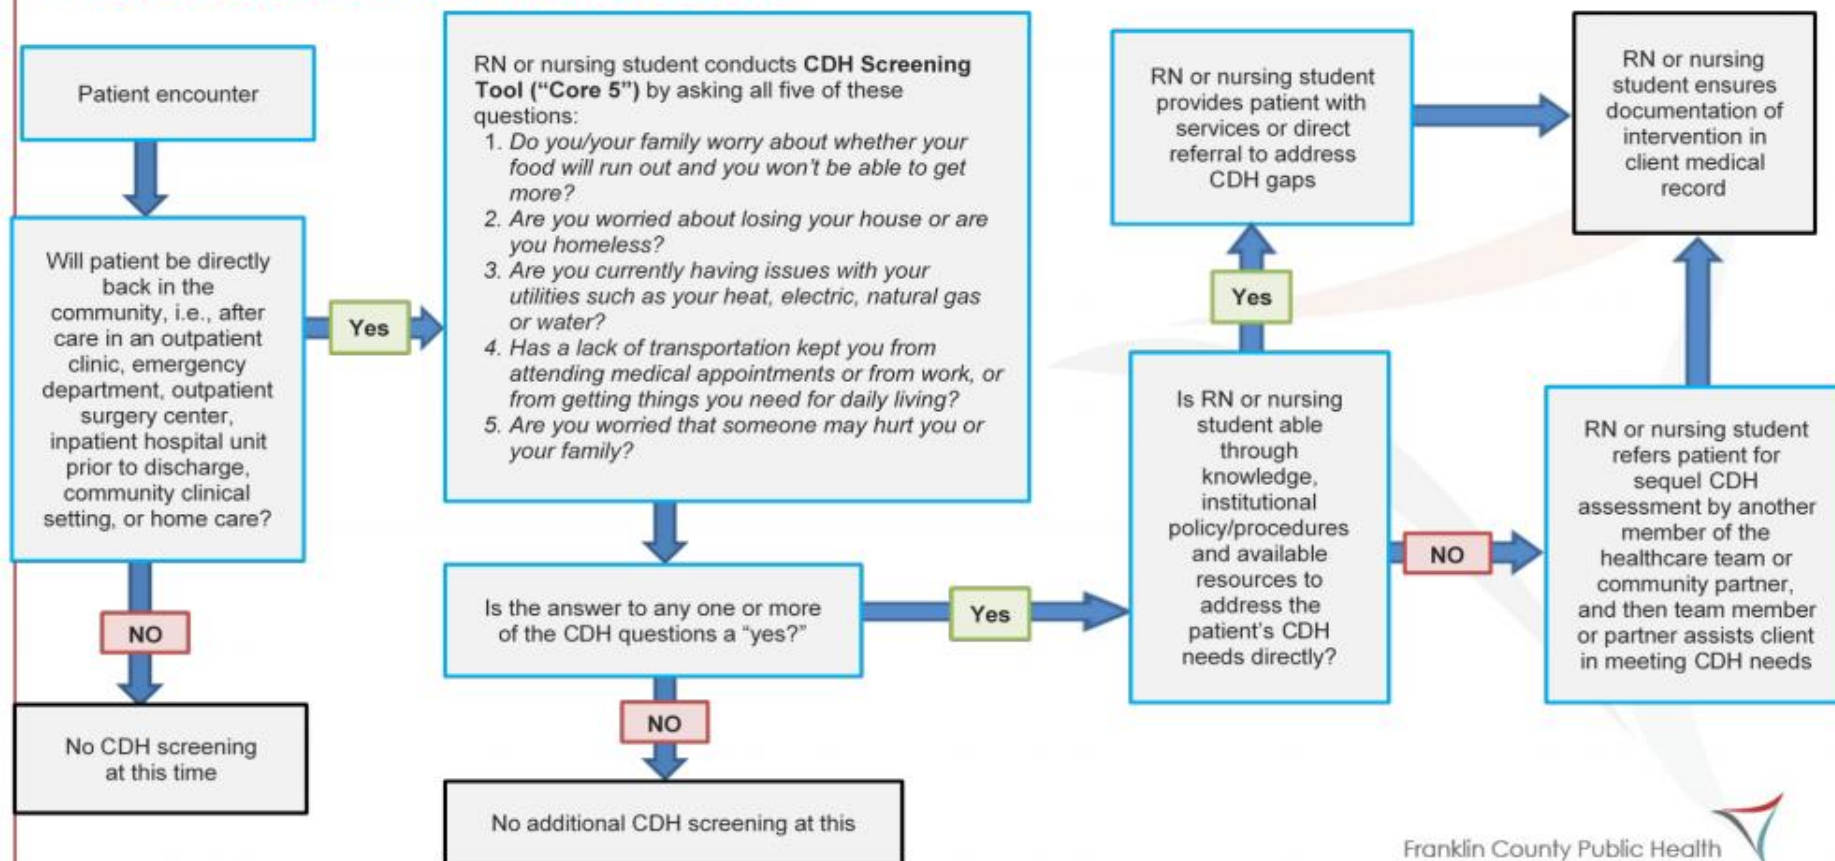 Patient encounter
Will patient be directly
back in the
community, i.e., after
care in an outpatient
clinic, emergency
department, outpatient
surgery center,
inpatient hospital unit
prior to discharge,
community clinical
setting, or home care?
NO
No CDH screening
at this time
Yes
RN or nursing student conducts CDH Screening
Tool (“Core 5”) by asking all five of these
questions:
1. Do you/your family worry about whether your
food will run out and you won’t be able to get
more?
2. Are you worried about losing your house or are
you homeless?
3. Are you currently having issues with your
utilities such as your heat, electric, natural gas
or water?
4. Has a lack of transportation kept you from
attending medical appointments or from work, or
from getting things you need for daily living?
5. Are you worried that someone may hurt you or
your family?
Is the answer to any one or more
of the CDH questions a “yes?”
NO
No additional CDH screening at this
Yes
Is RN or nursing
student able
through
knowledge,
institutional
policy/procedures
and available
resources to
address the
patient’s CDH
needs directly?
Yes
RN or nursing student
provides patient with
services or direct
referral to address
CDH gaps
NO
RN or nursing student
refers patient for
sequel CDH
assessment by another
member of the
healthcare team or
community partner,
and then team member
or partner assists client
in meeting CDH needs
RN or nursing
student ensures
documentation of
intervention in
client medical
record
Franklin County Public Health